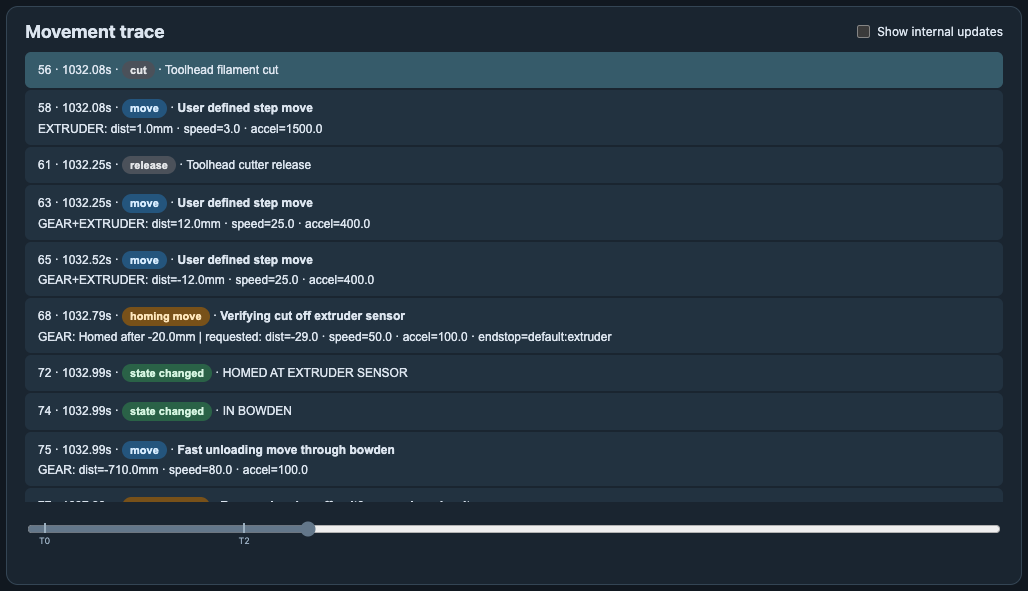 Movement trace
Show internal updates
56 · 1032.08s · cut · Toolhead filament cut
58 · 1032.08s · move · User defined step move
EXTRUDER: dist=1.0mm · speed=3.0 · accel=1500.0
61 · 1032.25s · release · Toolhead cutter release
63 · 1032.25s · move · User defined step move
GEAR+EXTRUDER: dist=12.0mm · speed=25.0 · accel=400.0
65 · 1032.52s · move · User defined step move
GEAR+EXTRUDER: dist=-12.0mm · speed=25.0 · accel=400.0
68 · 1032.79s · homing move · Verifying cut off extruder sensor
GEAR: Homed after -20.0mm | requested: dist=-29.0 · speed=50.0 · accel=100.0 · endstop=default:extruder
72 · 1032.99s · state changed · HOMED AT EXTRUDER SENSOR
74 · 1032.99s · state changed · IN BOWDEN
75 · 1032.99s · move · Fast unloading move through bowden
GEAR: dist=-710.0mm · speed=80.0 · accel=100.0
T0
T2